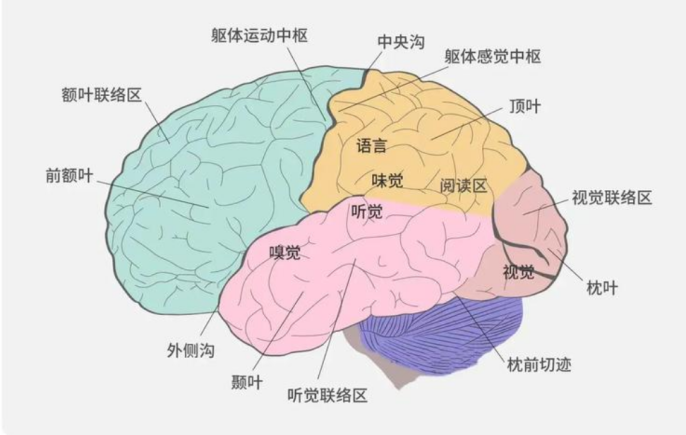 躯体运动中枢
中央沟
躯体感觉中枢
额叶联络区
顶叶
语言
前额叶
味觉
阅读区
视觉联络区
听觉
嗅觉
视觉
枕叶
外侧沟
枕前切迹
颞叶
听觉联络区